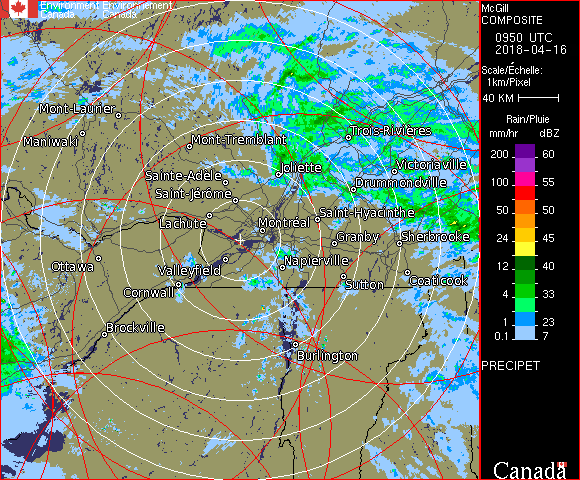 Environment Environnement
Canada Canada
McGill
COMPOSITE
0950 UTC
2018-04-16
Scale/Échelle:
1km/Pixel
40 KM
Rain/Pluie
mm/hr dBZ
200 60
100 55
50 50
24 45
12 40
4 33
1 23
0.1 7
PRECIPET
Canada
Mont-Laurier
Maniwaki
Mont-Tremblant
Trois-Rivières
Joliette
Victoriaville
Sainte-Adèle
Drummondville
Saint-Jérôme
Saint-Hyacinthe
Lachute
Montréal
Granby
Sherbrooke
Ottawa
Valleyfield
Napierville
Cornwall
Sutton
Coaticook
Brockville
Burlington